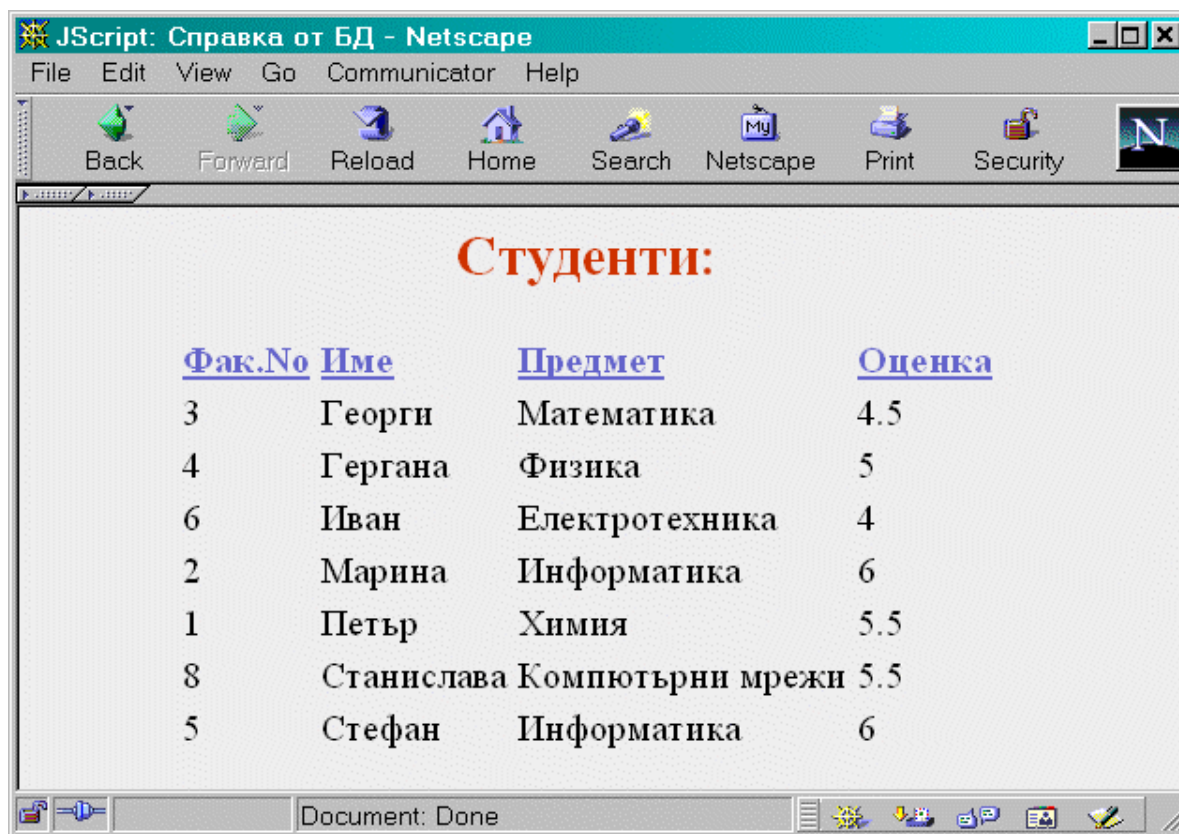 JScript: Справка от БД - Netscape
File Edit View Go Communicator Help
Back Forward Reload Home Search Netscape Print Security
My
N
Студенти:
Фак.No Име Предмет Оценка
3 Георги Математика 4.5
4 Гергана Физика 5
6 Иван Електротехника 4
2 Марина Информатика 6
1 Петър Химия 5.5
8 Станислава Компютърни мрежи 5.5
5 Стефан Информатика 6
Document: Done